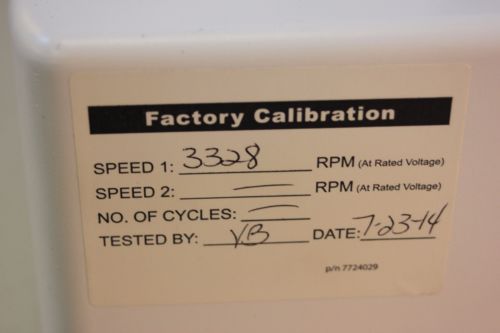 Factory Calibration
SPEED 1: 3328 RPM (At Rated Voltage)
SPEED 2: — RPM (At Rated Voltage)
NO. OF CYCLES: —
TESTED BY: VB DATE: 7-23-14
p/n 7724029